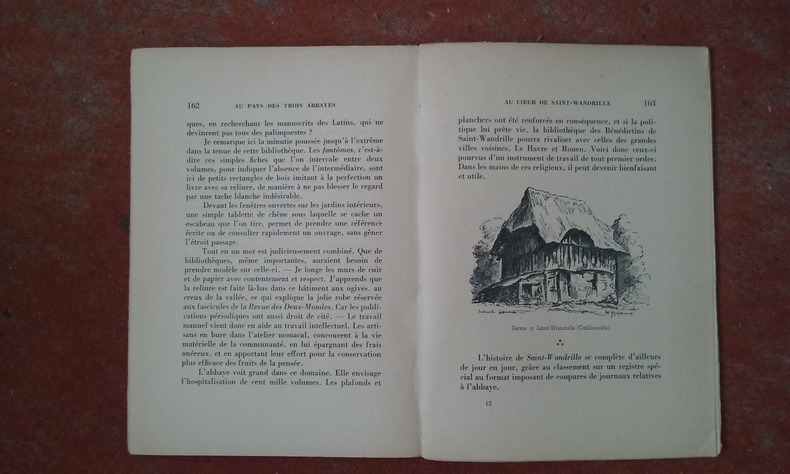 162 AU PAYS DES TROIS ABBAYES
ques, en recherchant les manuscrits des Latins, qui ne
devinrent pas tous des palimpsestes ?
Je remarque ici la minutie poussée jusqu'à l'extrême
dans la tenue de cette bibliothèque. Les fantômes, c'est-à-
dire ces simples fiches que l'on intercale entre deux
volumes, pour indiquer l'absence de l'intermédiaire, sont
ici de petits rectangles de bois imitant à la perfection un
livre avec sa reliure, de manière à ne pas blesser le regard
par une tache blanche indésirable.
Devant les fenêtres ouvertes sur les jardins intérieurs,
une simple tablette de chêne sous laquelle se cache un
escabeau que l'on tire, permet de prendre une référence
écrite ou de consulter rapidement un ouvrage, sans gêner
l'étroit passage.
Tout en un mot est judicieusement combiné. Que de
bibliothèques, même importantes, auraient besoin de
prendre modèle sur celle-ci. — Je longe les murs de cuir
et de papier avec contentement et respect. J'apprends que
la reliure est faite là-bas dans ce bâtiment aux ogives, au
creux de la vallée, ce qui explique la jolie robe réservée
aux fascicules de la Revue des Deux-Mondes. Car les publi-
cations périodiques ont aussi droit de cité. — Le travail
manuel vient donc en aide au travail intellectuel. Les arti-
sans en bure dans l'atelier monacal, concourent à la vie
matérielle de la communauté, en lui épargnant des frais
onéreux, et en apportant leur effort pour la conservation
plus efficace des fruits de la pensée.
L'abbaye voit grand dans ce domaine. Elle envisage
l'hospitalisation de cent mille volumes. Les plafonds et
AU CŒUR DE SAINT-WANDRILLE 163
planchers ont été renforcés en conséquence, et si la poli-
tique lui prête vie, la bibliothèque des Bénédictins de
Saint-Wandrille pourra rivaliser avec celles des grandes
villes voisines, Le Havre et Rouen. Voici donc ceux-ci
pourvus d'un instrument de travail de tout premier ordre.
Dans les mains de ces religieux, il peut devenir bienfaisant
et utile.
Ferme à Saint-Wandrille (Caillouville)
L'histoire de Saint-Wandrille se complète d'ailleurs
de jour en jour, grâce au classement sur un registre spé-
cial au format imposant de coupures de journaux relatives
à l'abbaye.
12